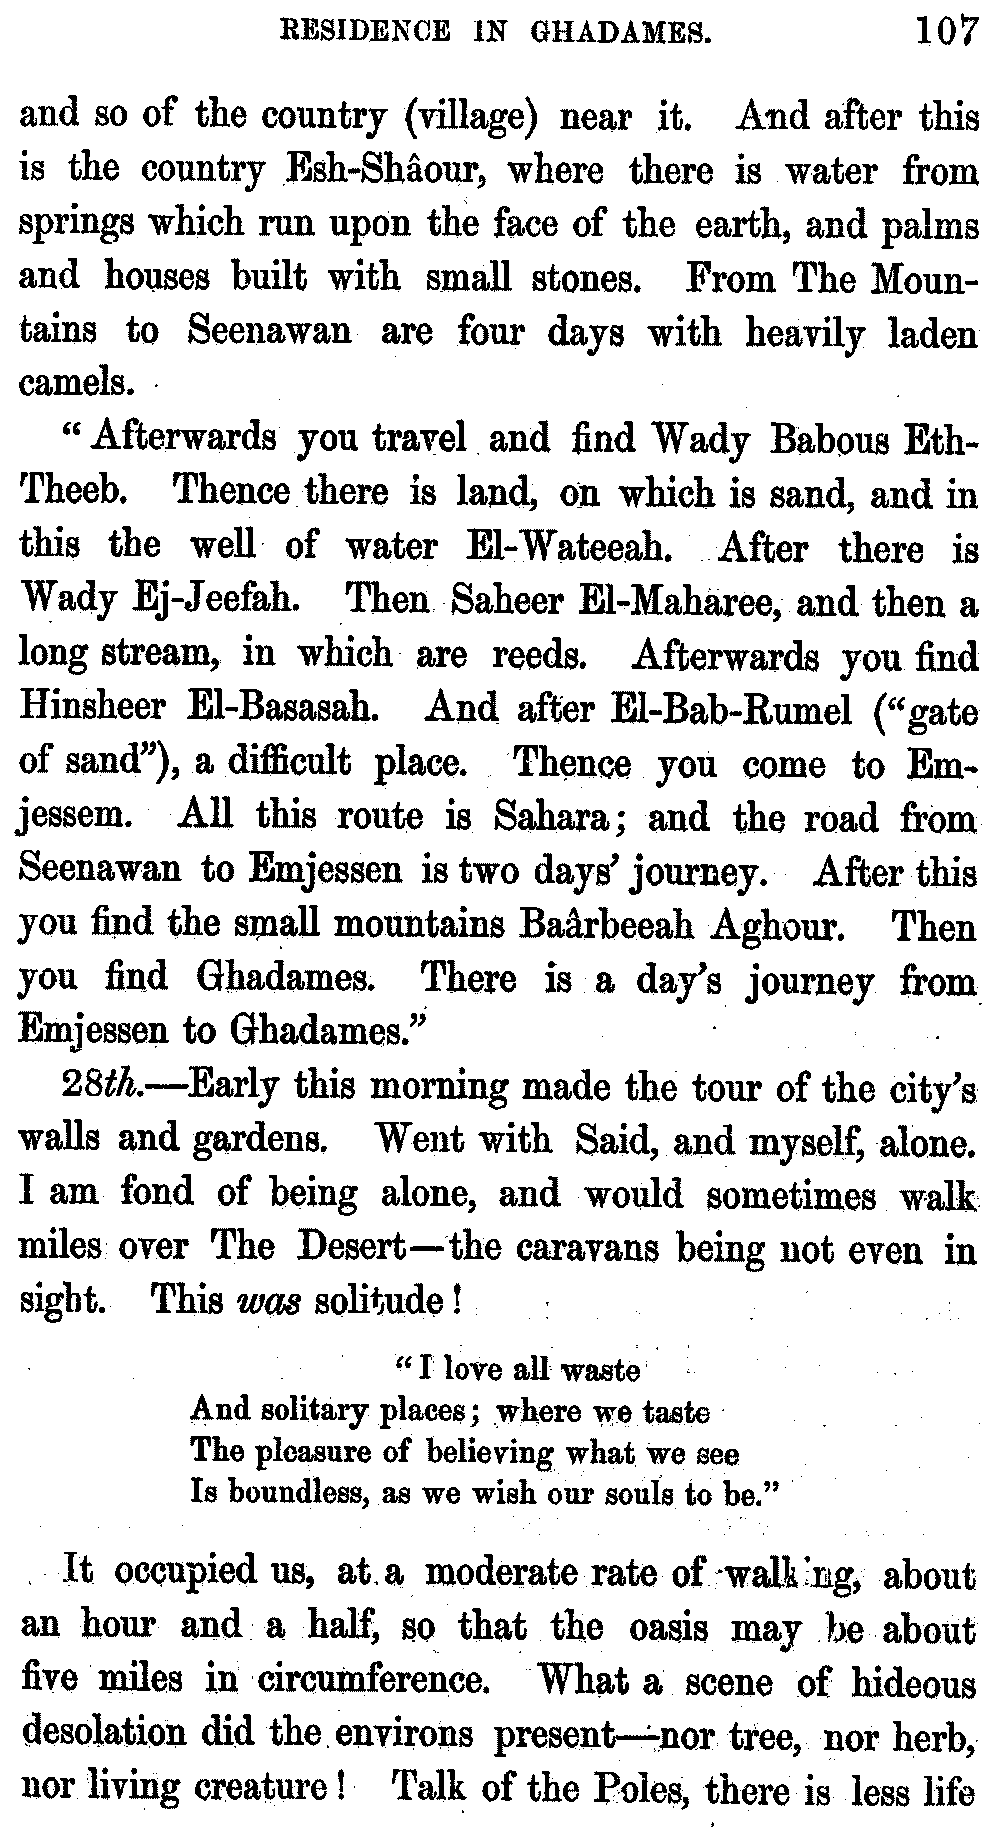 RESIDENCE IN GHADAMES. 107
and so of the country (village) near it. And after this
is the country Esh-Shâour, where there is water from
springs which run upon the face of the earth, and palms
and houses built with small stones. From The Moun-
tains to Seenawan are four days with heavily laden
camels.
“Afterwards you travel and find Wady Babous Eth-
Theeb. Thence there is land, on which is sand, and in
this the well of water El-Wateeah. After there is
Wady Ej-Jeefah. Then Saheer El-Maharee, and then a
long stream, in which are reeds. Afterwards you find
Hinsheer El-Basasah. And after El-Bab-Rumel (“gate
of sand”), a difficult place. Thence you come to Em-
jessem. All this route is Sahara; and the road from
Seenawan to Emjessen is two days’ journey. After this
you find the small mountains Baârbeeah Aghour. Then
you find Ghadames. There is a day’s journey from
Emjessen to Ghadames.”
28th.—Early this morning made the tour of the city’s
walls and gardens. Went with Said, and myself, alone.
I am fond of being alone, and would sometimes walk
miles over The Desert—the caravans being not even in
sight. This was solitude!
“I love all waste
And solitary places; where we taste
The pleasure of believing what we see
Is boundless, as we wish our souls to be.”
It occupied us, at a moderate rate of walking, about
an hour and a half, so that the oasis may be about
five miles in circumference. What a scene of hideous
desolation did the environs present—nor tree, nor herb,
nor living creature! Talk of the Poles, there is less life